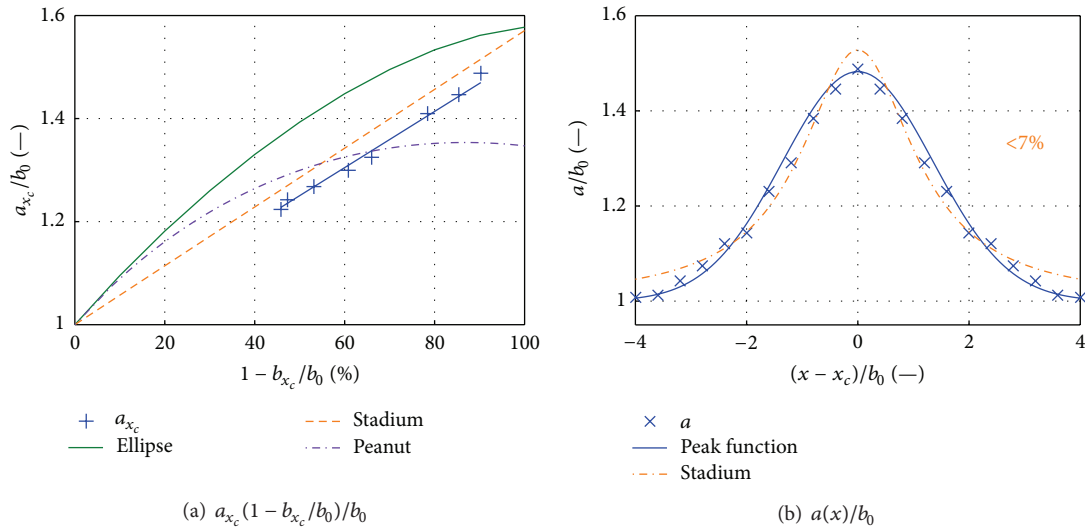 1.6
1.4
1.2
1
a_{x_c}/b_0 (—)
0
20
40
60
80
100
1 − b_{x_c}/b_0 (%)
+ a_{x_c}
Ellipse
Stadium
Peanut
(a) a_{x_c}(1 − b_{x_c}/b_0)/b_0
1.6
1.4
1.2
1
a/b_0 (—)
<7%
−4
−2
0
2
4
(x − x_c)/b_0 (—)
× a
Peak function
Stadium
(b) a(x)/b_0